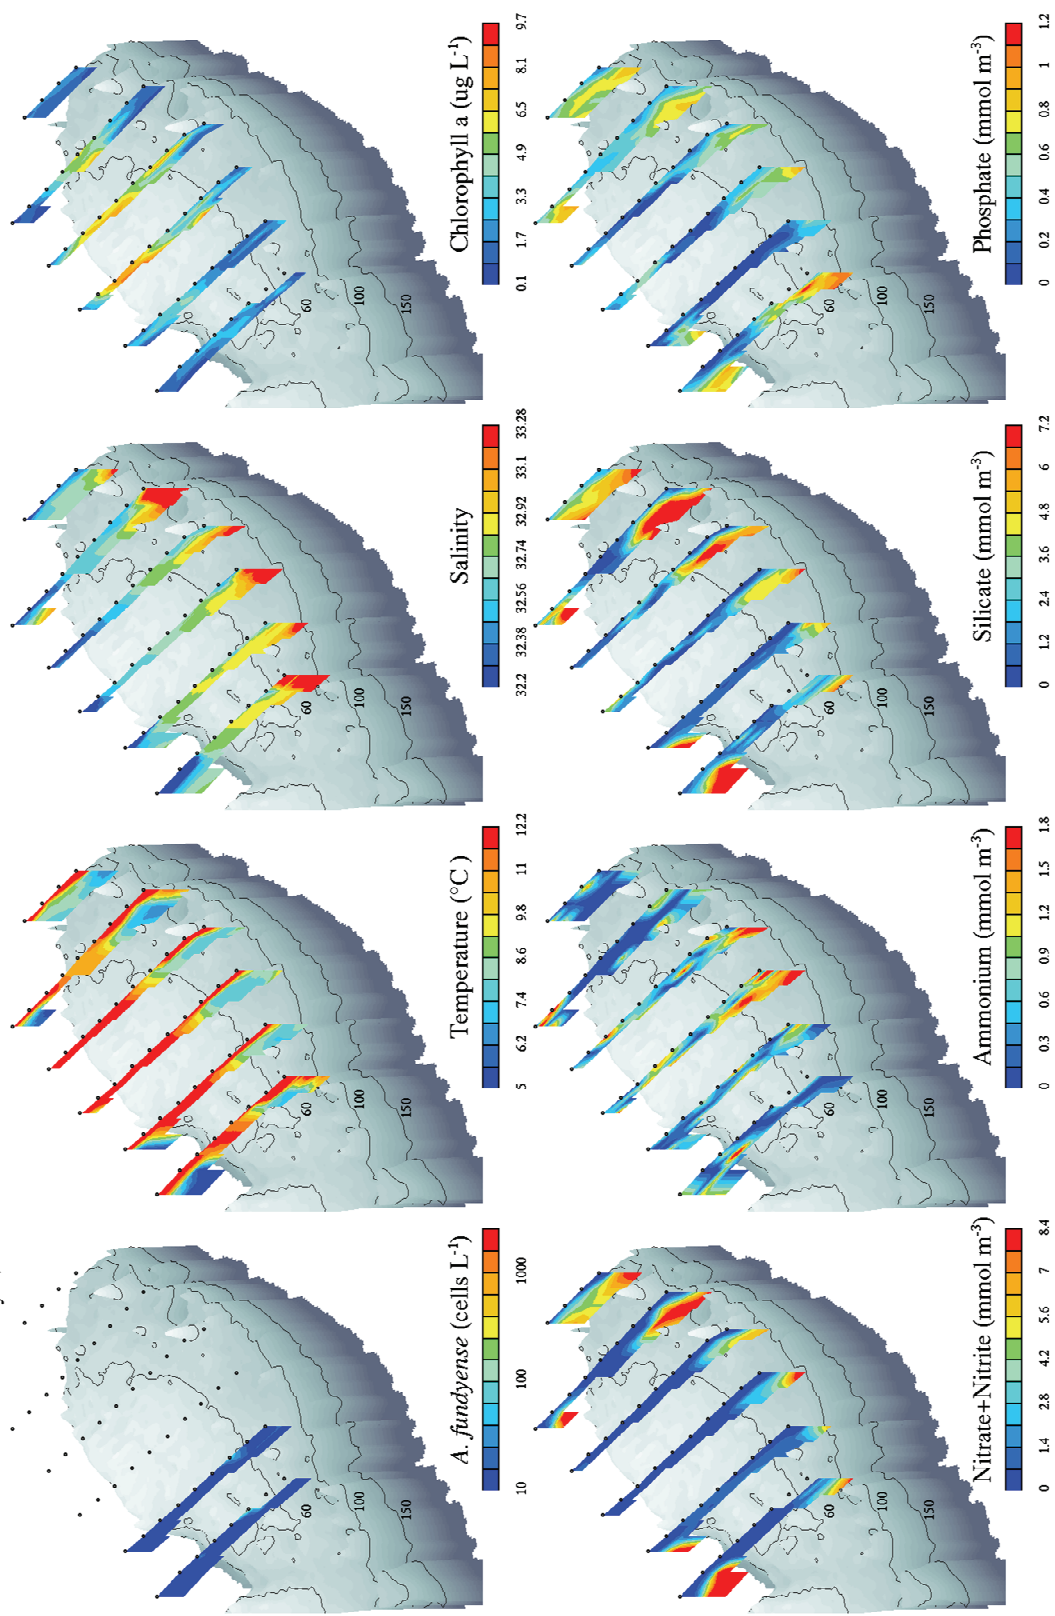 60
100
150
A. fundyense (cells L-1)
10 100 1000
60
100
150
Temperature (°C )
5 6.2 7.4 8.6 9.8 11 12.2
60
100
150
Salinity
32.2 32.38 32.56 32.74 32.92 33.1 33.28
60
100
150
Chlorophyll a (ug L-1)
0.1 1.7 3.3 4.9 6.5 8.1 9.7
60
100
150
Nitrate+Nitrite (mmol m-3)
0 1.4 2.8 4.2 5.6 7 8.4
60
100
150
Ammonium (mmol m-3)
0 0.3 0.6 0.9 1.2 1.5 1.8
60
100
150
Silicate (mmol m-3)
0 1.2 2.4 3.6 4.8 6 7.2
60
100
150
Phosphate (mmol m-3)
0 0.2 0.4 0.6 0.8 1 1.2